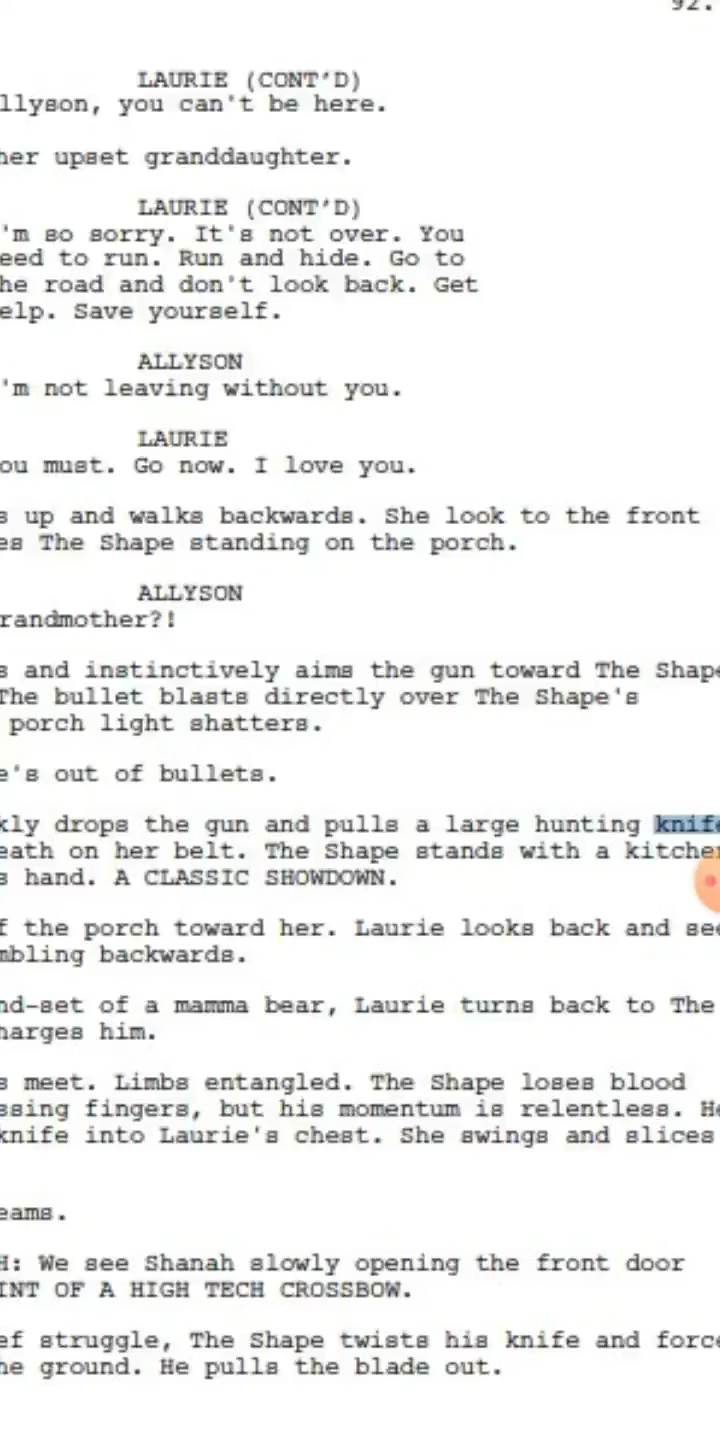 92.
LAURIE (CONT'D)
llyson, you can't be here.
her upset granddaughter.
LAURIE (CONT'D)
'm so sorry. It's not over. You
eed to run. Run and hide. Go to
he road and don't look back. Get
elp. Save yourself.
ALLYSON
'm not leaving without you.
LAURIE
ou must. Go now. I love you.
s up and walks backwards. She look to the front
es The Shape standing on the porch.
ALLYSON
randmother?!
s and instinctively aims the gun toward The Shape
The bullet blasts directly over The Shape's
porch light shatters.
e's out of bullets.
kly drops the gun and pulls a large hunting knife
eath on her belt. The Shape stands with a kitchen
s hand. A CLASSIC SHOWDOWN.
f the porch toward her. Laurie looks back and see
mbling backwards.
nd-set of a mamma bear, Laurie turns back to The
harges him.
s meet. Limbs entangled. The Shape loses blood
ssing fingers, but his momentum is relentless. He
knife into Laurie's chest. She swings and slices
eams.
H: We see Shanah slowly opening the front door
INT OF A HIGH TECH CROSSBOW.
ef struggle, The Shape twists his knife and force
he ground. He pulls the blade out.